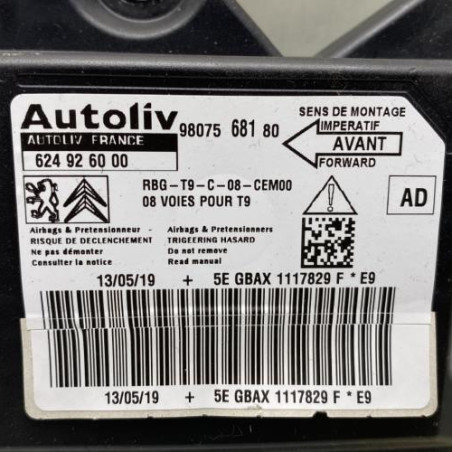 Autoliv
AUTOLIV FRANCE
98075 681 80
624 92 60 00
SENS DE MONTAGE
IMPERATIF
AVANT
FORWARD
RBG-T9-C-08-CEM00
08 VOIES POUR T9
AD
Airbags & Pretensionneur -
RISQUE DE DECLENCHEMENT
Ne pas démonter
Consulter la notice
Airbags & Pretensionners
TRIGEERING HASARD
Do not remove
Read manual
13/05/19 + 5E GBAX 1117829 F * E9
13/05/19 + 5E GBAX 1117829 F * E9